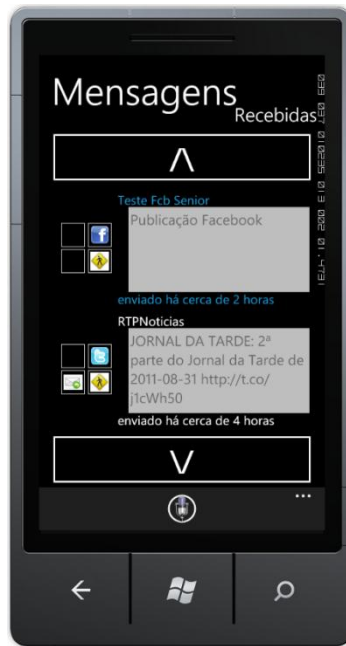 Mensagens
Recebidas
Teste Fcb Senior
Publicação Facebook
enviado há cerca de 2 horas
RTPNoticias
JORNAL DA TARDE: 2ª
parte do Jornal da Tarde de
2011-08-31 http://t.co/
j1cWh50
enviado há cerca de 4 horas